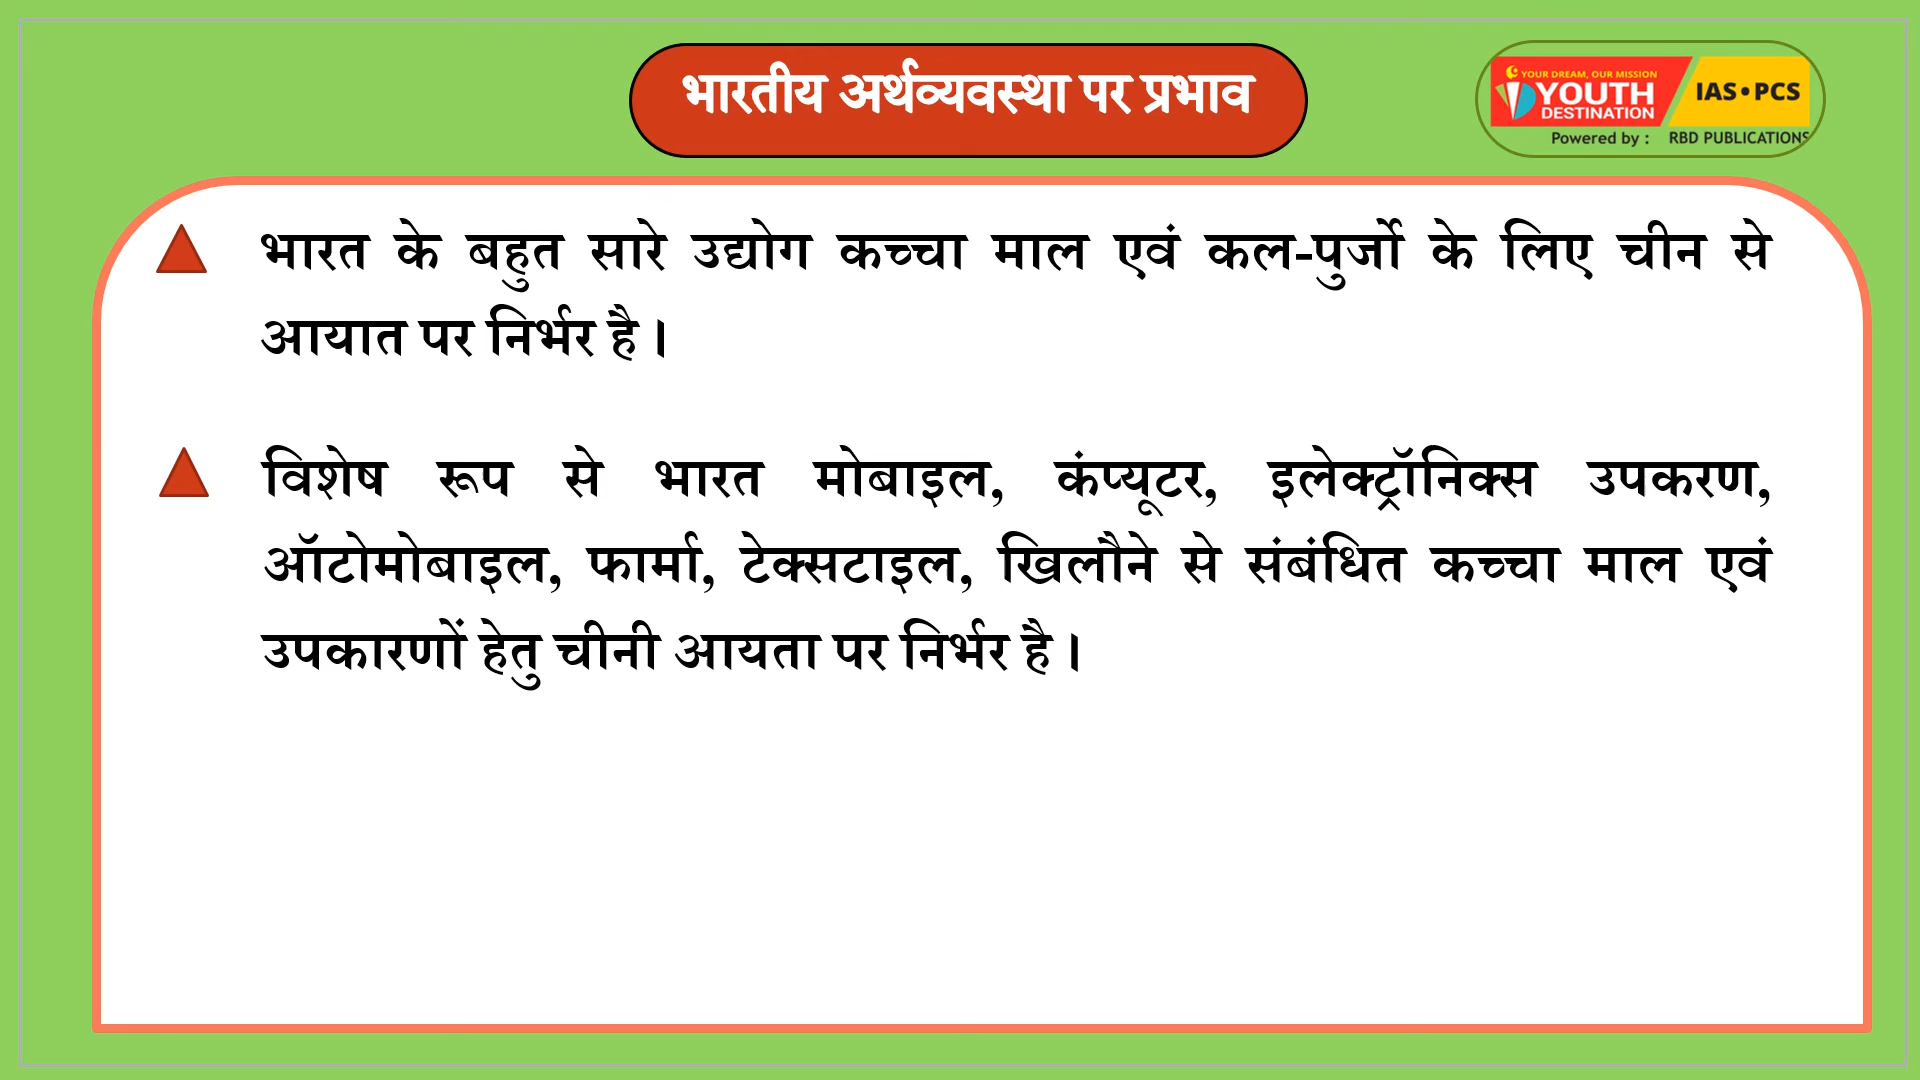 भारतीय अर्थव्यवस्था पर प्रभाव
YOUR DREAM, OUR MISSION
YOUTH
DESTINATION
IAS•PCS
Powered by : RBD PUBLICATIONS
भारत के बहुत सारे उद्योग कच्चा माल एवं कल-पुर्जो के लिए चीन से
आयात पर निर्भर है।
विशेष रूप से भारत मोबाइल, कंप्यूटर, इलेक्ट्रॉनिक्स उपकरण,
ऑटोमोबाइल, फार्मा, टेक्सटाइल, खिलौने से संबंधित कच्चा माल एवं
उपकारणों हेतु चीनी आयता पर निर्भर है।